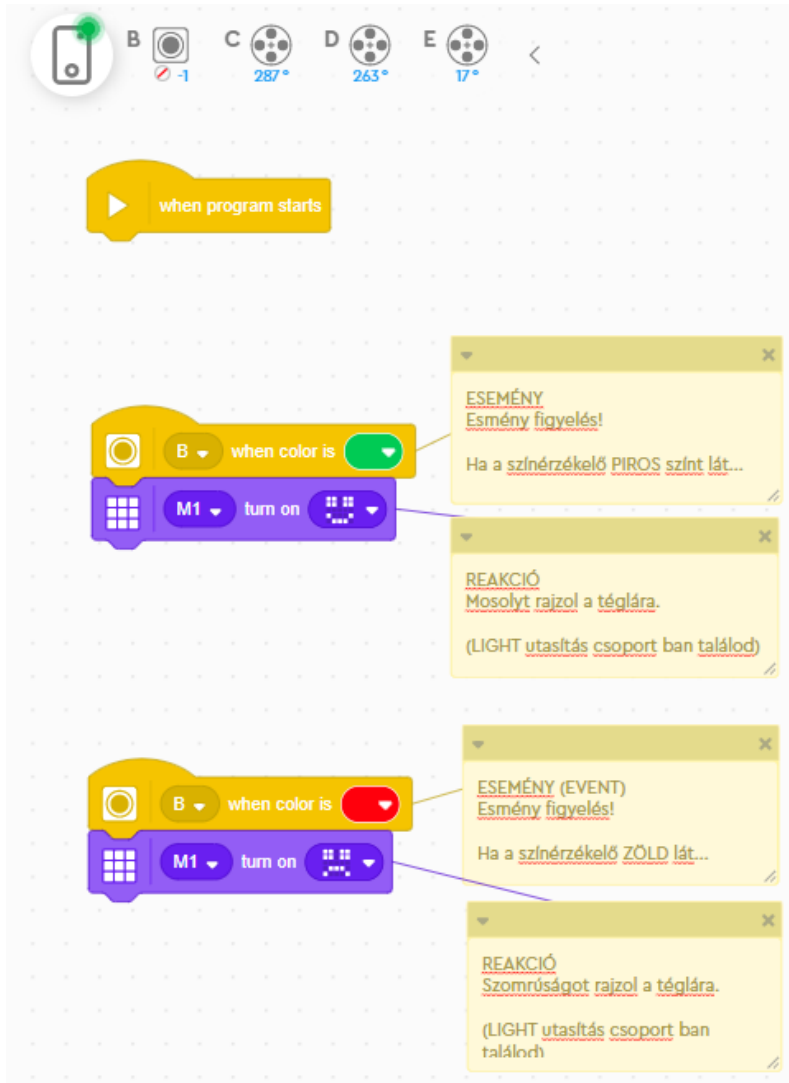 B C D E
-1 287° 263° 17°
when program starts
B when color is
M1 turn on
ESEMÉNY
Esmény figyelés!
Ha a színérzékelő PIROS színt lát...
REAKCIÓ
Mosolyt rajzol a téglára.
(LIGHT utasítás csoport ban találod)
B when color is
M1 turn on
ESEMÉNY (EVENT)
Esmény figyelés!
Ha a színérzékelő ZÖLD lát...
REAKCIÓ
Szomrúságot rajzol a téglára.
(LIGHT utasítás csoport ban
találod)